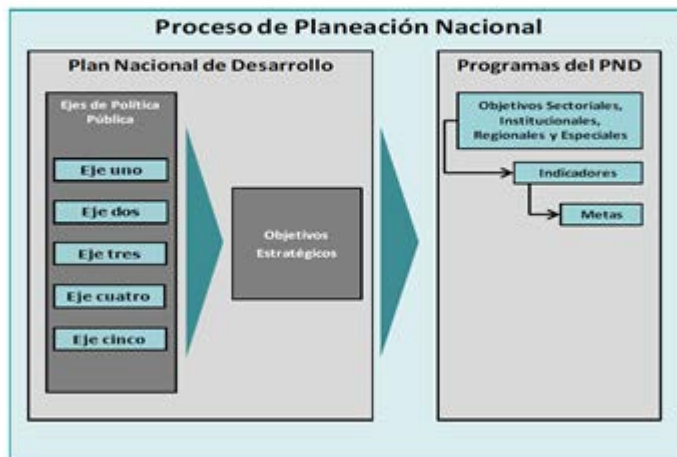 Proceso de Planeación Nacional
Plan Nacional de Desarrollo
Ejes de Política
Pública
Eje uno
Eje dos
Eje tres
Eje cuatro
Eje cinco
Objetivos
Estratégicos
Programas del PND
Objetivos Sectoriales,
Institucionales,
Regionales y Especiales
Indicadores
Metas